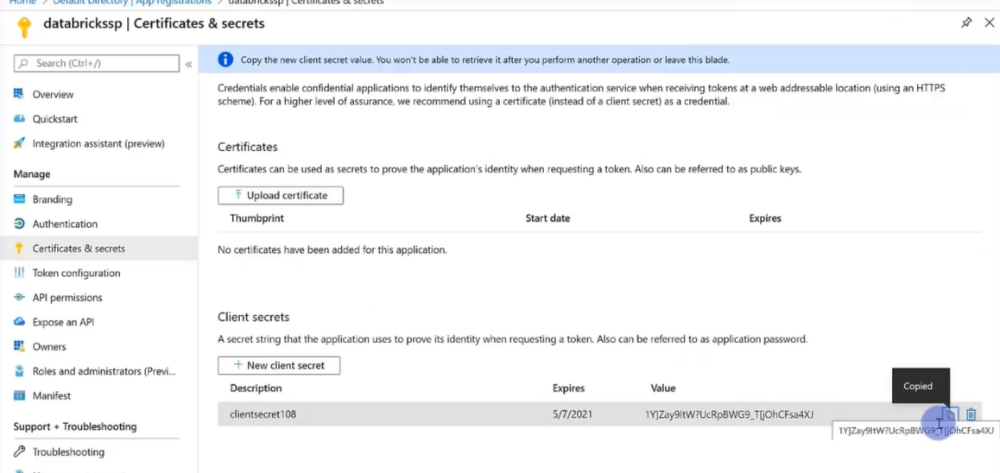 Home > Default Directory | App registrations > databrickssp | Certificates & secrets
databrickssp | Certificates & secrets
Search (Ctrl+/)
«
Copy the new client secret value. You won't be able to retrieve it after you perform another operation or leave this blade.
Overview
Quickstart
Integration assistant (preview)
Manage
Branding
Authentication
Certificates & secrets
Token configuration
API permissions
Expose an API
Owners
Roles and administrators (Previ...
Manifest
Support + Troubleshooting
Troubleshooting
Credentials enable confidential applications to identify themselves to the authentication service when receiving tokens at a web addressable location (using an HTTPS
scheme). For a higher level of assurance, we recommend using a certificate (instead of a client secret) as a credential.
Certificates
Certificates can be used as secrets to prove the application's identity when requesting a token. Also can be referred to as public keys.
Upload certificate
Thumbprint Start date Expires
No certificates have been added for this application.
Client secrets
A secret string that the application uses to prove its identity when requesting a token. Also can be referred to as application password.
+ New client secret
Description Expires Value
Copied
clientsecret108 5/7/2021 1Y]Zay9ItW?UcRpBWG9_T[jOhCFsa4XJ
1Y]Zay9ItW?UcRpBWG9_T[jOhCFsa4XJ